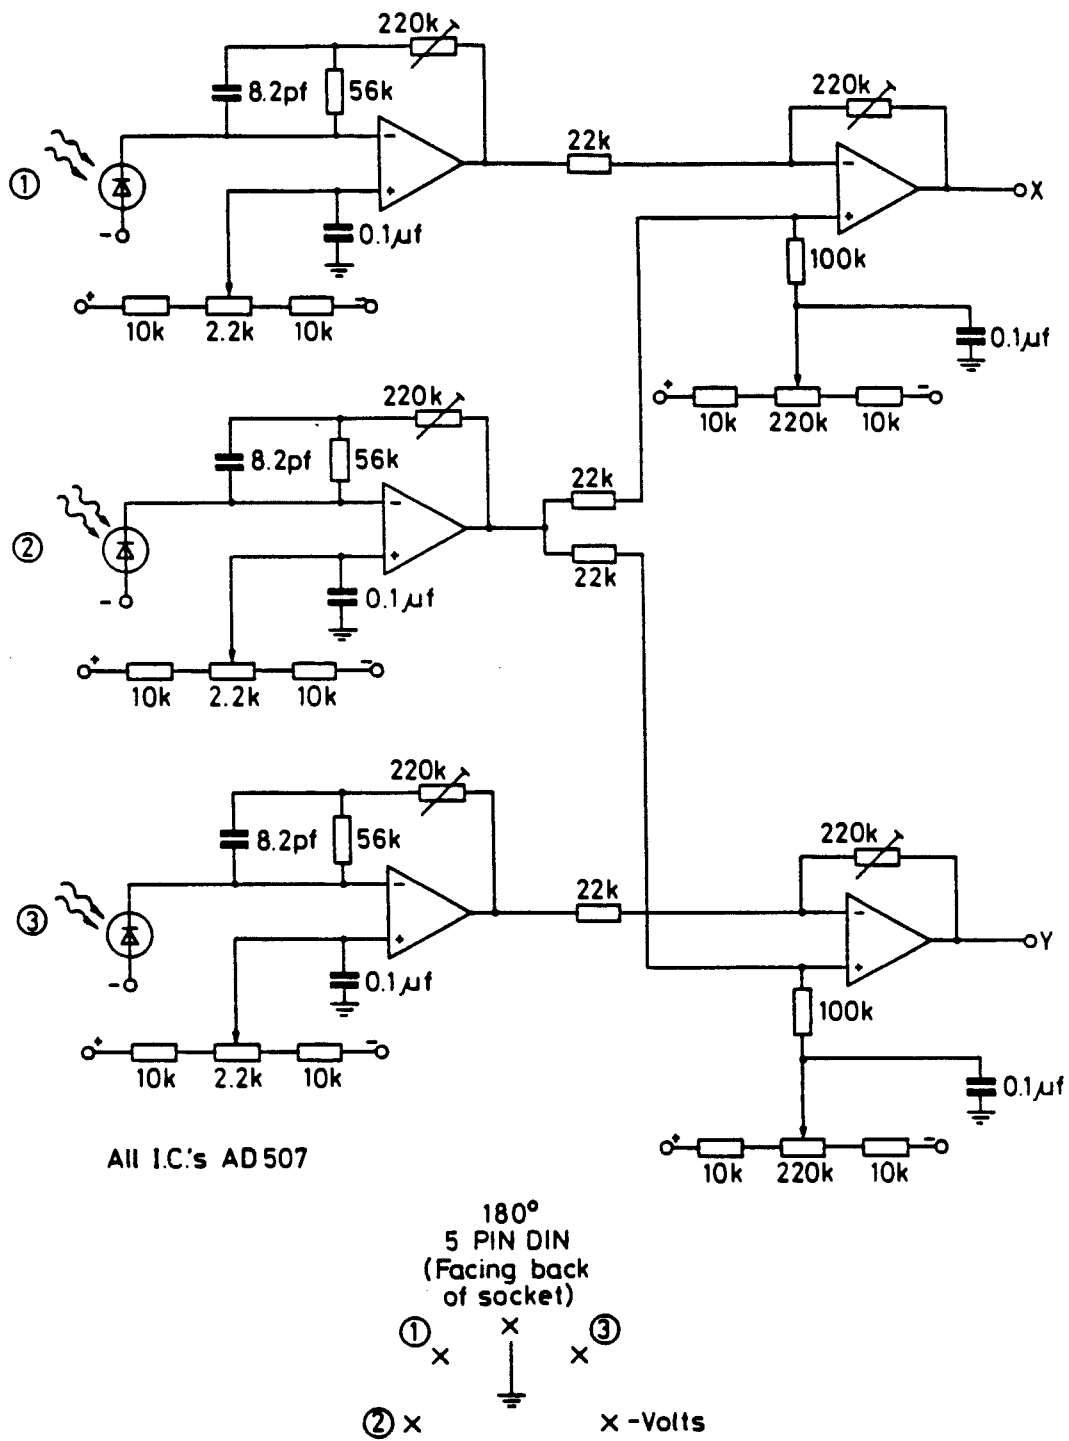 220k
8.2pf
56k
220k
22k
①
-
+
X
-
0.1µf
+
100k
+
-
10k
2.2k
10k
0.1µf
+
-
10k
220k
10k
220k
8.2pf
56k
22k
②
-
+
22k
-
0.1µf
+
-
10k
2.2k
10k
220k
8.2pf
56k
220k
22k
③
-
+
-
Y
+
-
0.1µf
100k
+
-
10k
2.2k
10k
0.1µf
+
-
10k
220k
10k
All I.C.'s AD507
180°
5 PIN DIN
(Facing back
of socket)
① ③
② -Volts